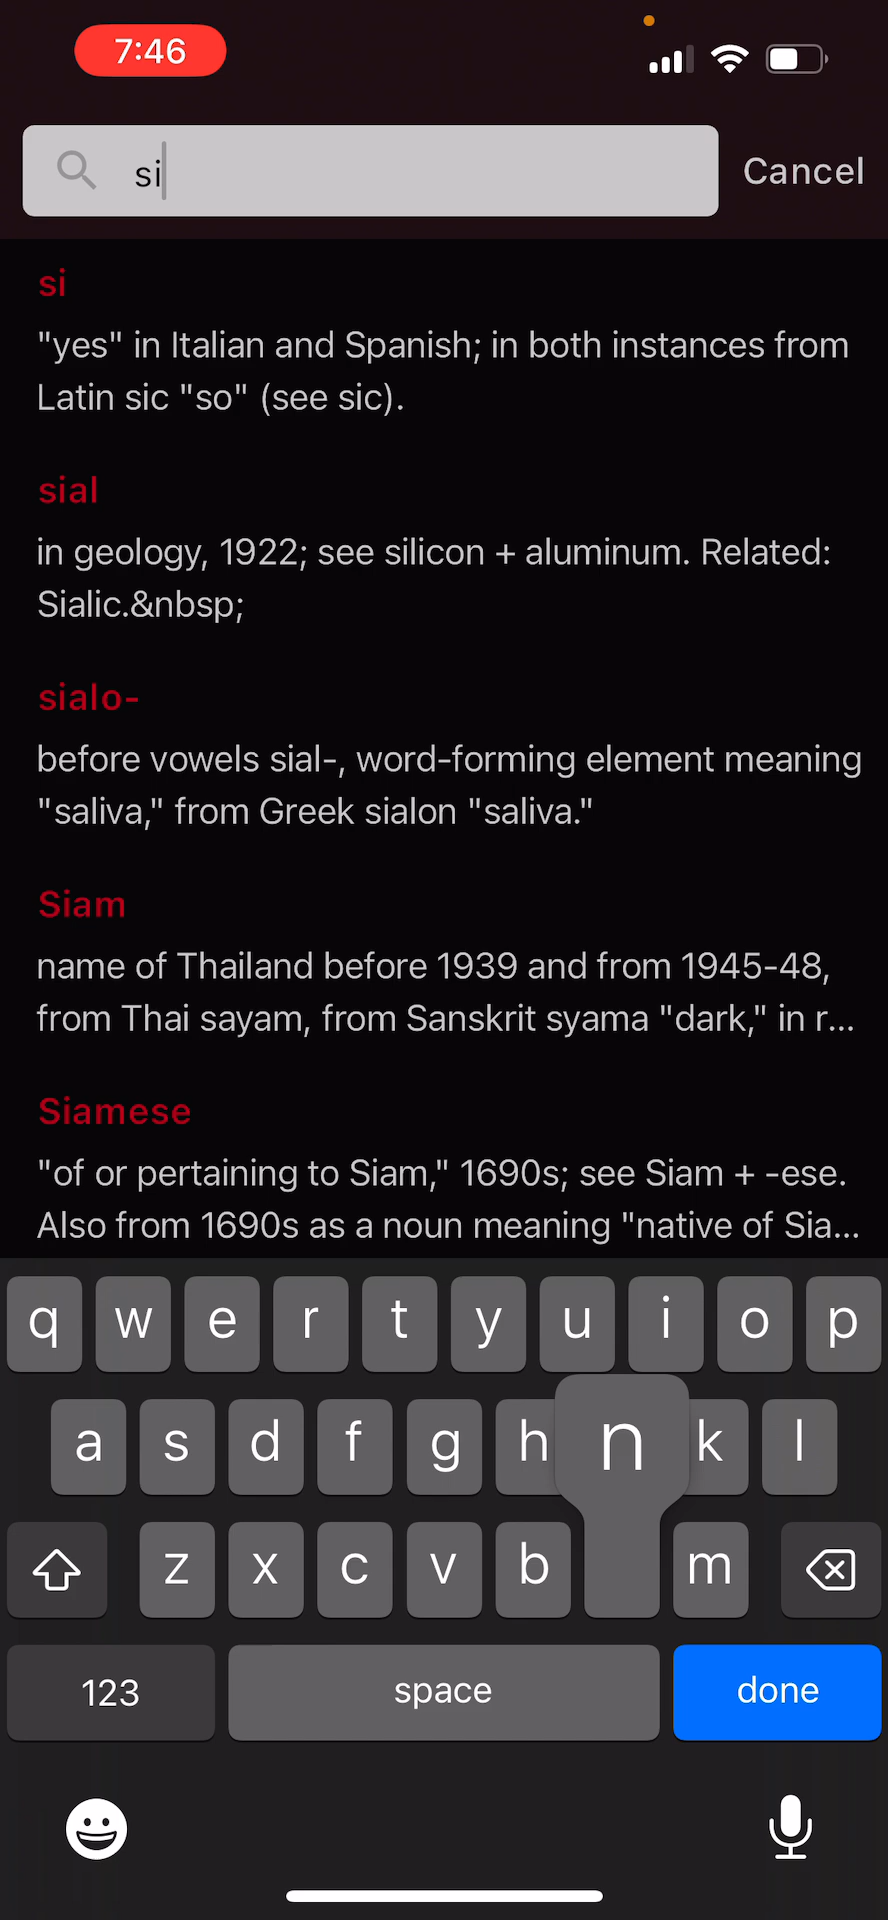 7:46
si
Cancel
si
"yes" in Italian and Spanish; in both instances from
Latin sic "so" (see sic).
sial
in geology, 1922; see silicon + aluminum. Related:
Sialic.&nbsp;
sialo-
before vowels sial-, word-forming element meaning
"saliva," from Greek sialon "saliva."
Siam
name of Thailand before 1939 and from 1945-48,
from Thai sayam, from Sanskrit syama "dark," in r...
Siamese
"of or pertaining to Siam," 1690s; see Siam + -ese.
Also from 1690s as a noun meaning "native of Sia...
q w e r t y u i o p
a s d f g h n k l
z x c v b m
123 space done